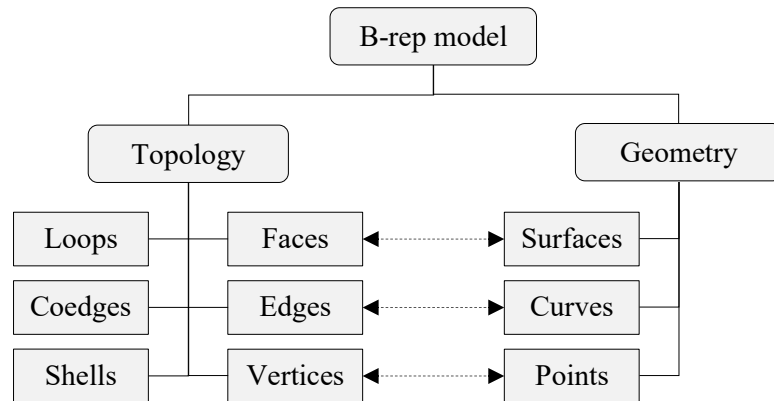 B-rep model
Topology
Geometry
Loops
Faces
Surfaces
Coedges
Edges
Curves
Shells
Vertices
Points